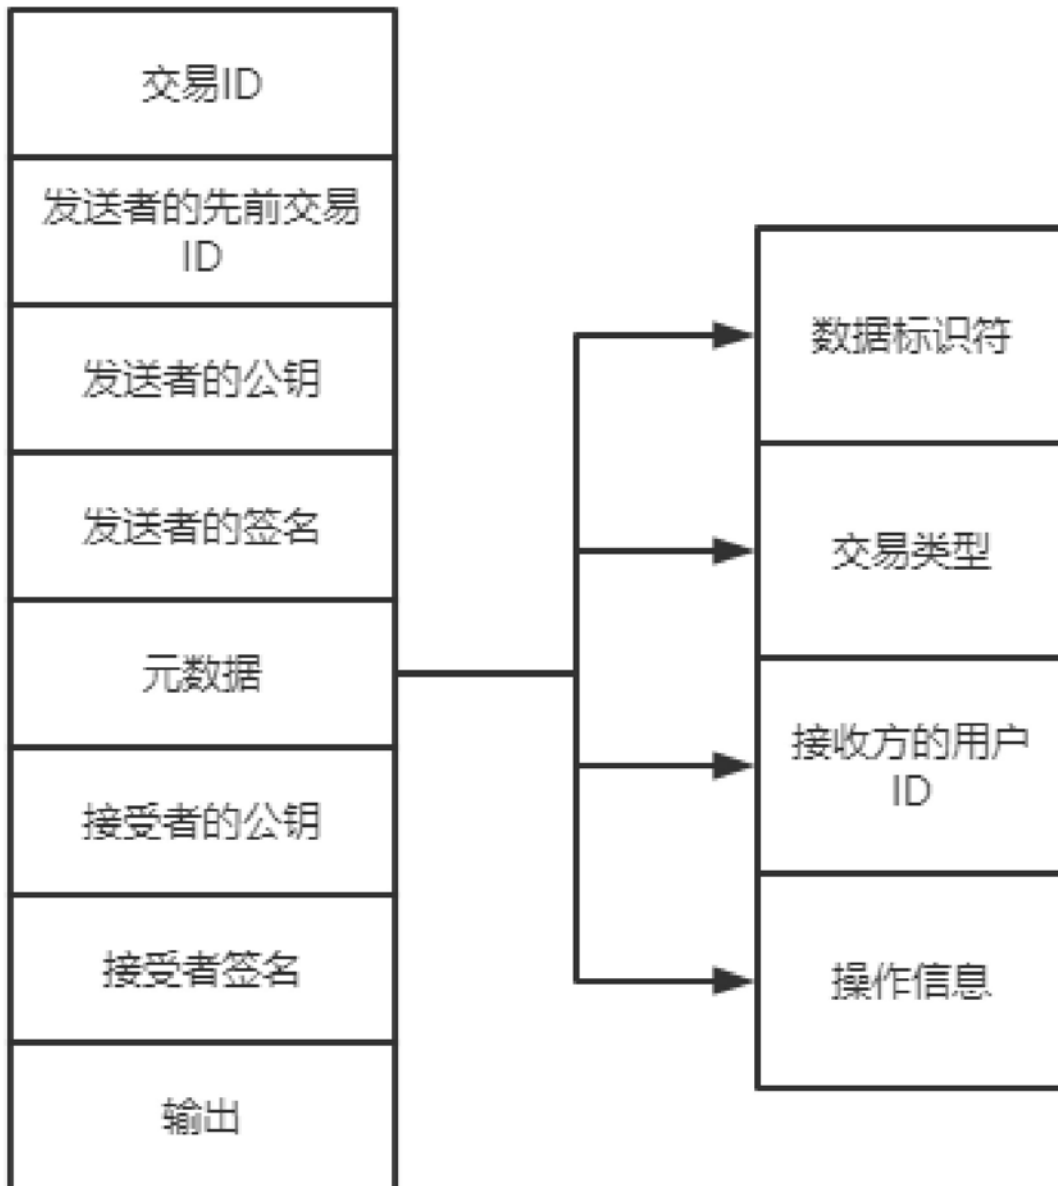 交易ID
发送者的先前交易
ID
发送者的公钥
发送者的签名
元数据
接受者的公钥
接受者签名
输出
数据标识符
交易类型
接收方的用户
ID
操作信息